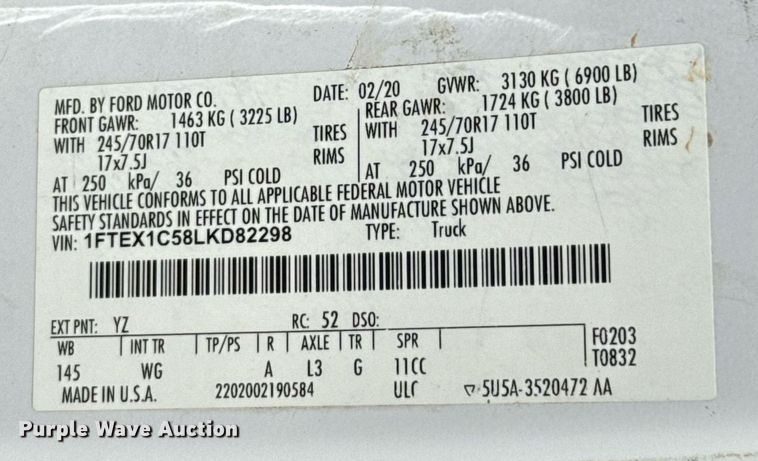 MFD. BY FORD MOTOR CO. DATE: 02/20 GVWR: 3130 KG ( 6900 LB)
FRONT GAWR: 1463 KG ( 3225 LB) REAR GAWR: 1724 KG ( 3800 LB)
WITH 245/70R17 110T TIRES WITH 245/70R17 110T TIRES
17x7.5J RIMS 17x7.5J RIMS
AT 250 kPa/ 36 PSI COLD AT 250 kPa/ 36 PSI COLD
THIS VEHICLE CONFORMS TO ALL APPLICABLE FEDERAL MOTOR VEHICLE
SAFETY STANDARDS IN EFFECT ON THE DATE OF MANUFACTURE SHOWN ABOVE.
VIN: 1FTEX1C58LKD82298 TYPE: Truck
EXT PNT: YZ RC: 52 DSO:
WB INT TR TP/PS R AXLE TR SPR F0203
145 WG A L3 G 11CC T0832
MADE IN U.S.A. 2202002190584 ULC 5U5A-3520472 AA
Purple Wave Auction